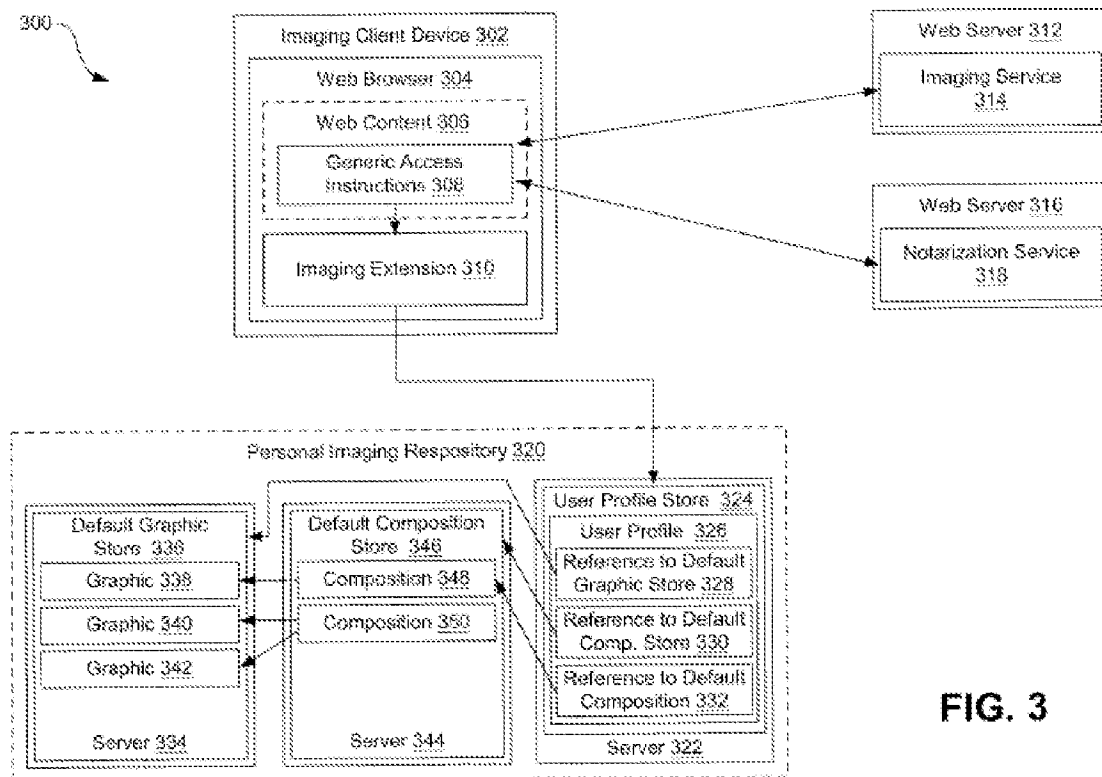 300
Imaging Client Device 302
Web Browser 304
Web Content 306
Generic Access
Instructions 308
Imaging Extension 310
Web Server 312
Imaging Service
314
Web Server 316
Notarization Service
318
Personal Imaging Respository 320
Default Graphic
Store 336
Graphic 338
Graphic 340
Graphic 342
Server 334
Default Composition
Store 346
Composition 348
Composition 350
Server 344
User Profile Store 324
User Profile 326
Reference to Default
Graphic Store 328
Reference to Default
Comp. Store 330
Reference to Default
Composition 332
Server 322
FIG. 3